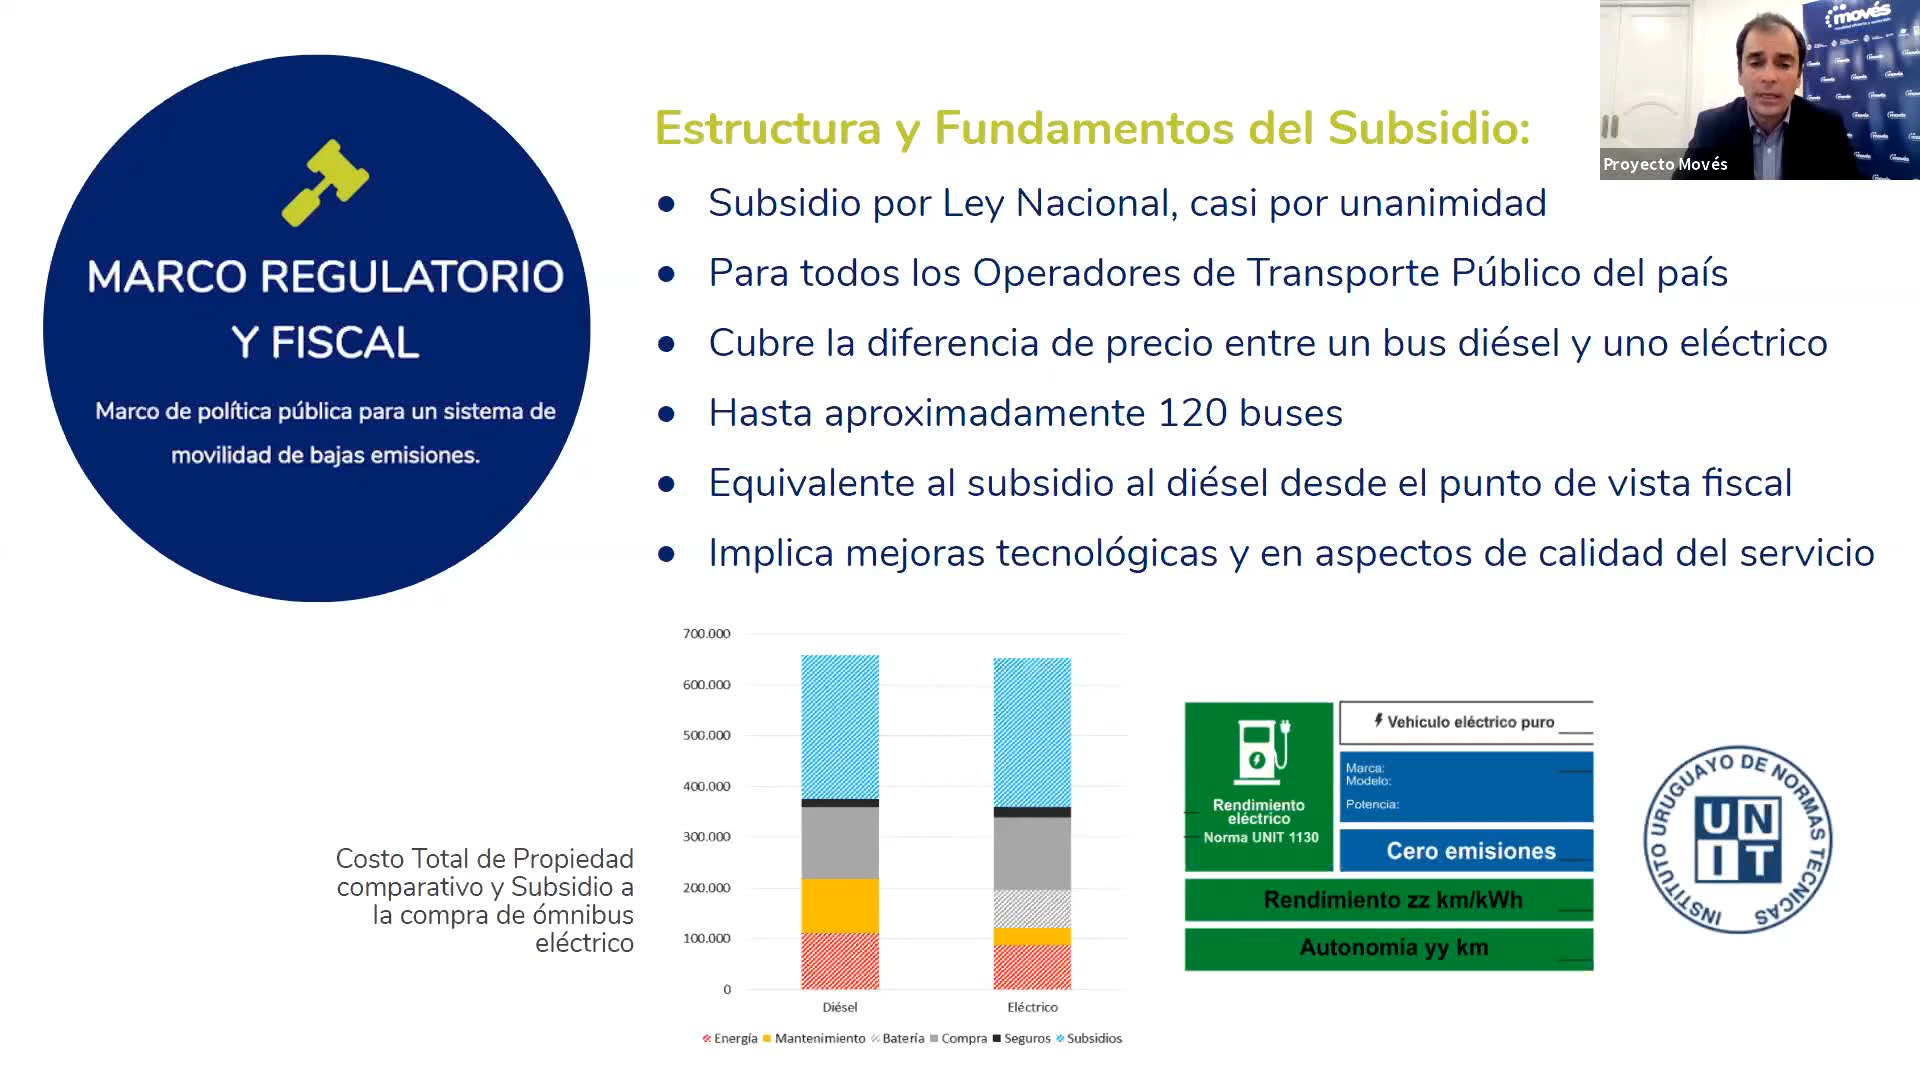 MARCO REGULATORIO
Y FISCAL
Marco de política pública para un sistema de
movilidad de bajas emisiones.
Estructura y Fundamentos del Subsidio:
● Subsidio por Ley Nacional, casi por unanimidad
● Para todos los Operadores de Transporte Público del país
● Cubre la diferencia de precio entre un bus diésel y uno eléctrico
● Hasta aproximadamente 120 buses
● Equivalente al subsidio al diésel desde el punto de vista fiscal
● Implica mejoras tecnológicas y en aspectos de calidad del servicio
movés
Proyecto Movés
Costo Total de Propiedad
comparativo y Subsidio a
la compra de ómnibus
eléctrico
700.000
600.000
500.000
400.000
300.000
200.000
100.000
0
Diésel
Eléctrico
Energía Mantenimiento Batería Compra Seguros Subsidios
Rendimiento
eléctrico
Norma UNIT 1130
Vehículo eléctrico puro
Marca:
Modelo:
Potencia:
Cero emisiones
Rendimiento zz km/kWh
Autonomía yy km
INSTITUTO URUGUAYO DE NORMAS TECNICAS
UN
IT